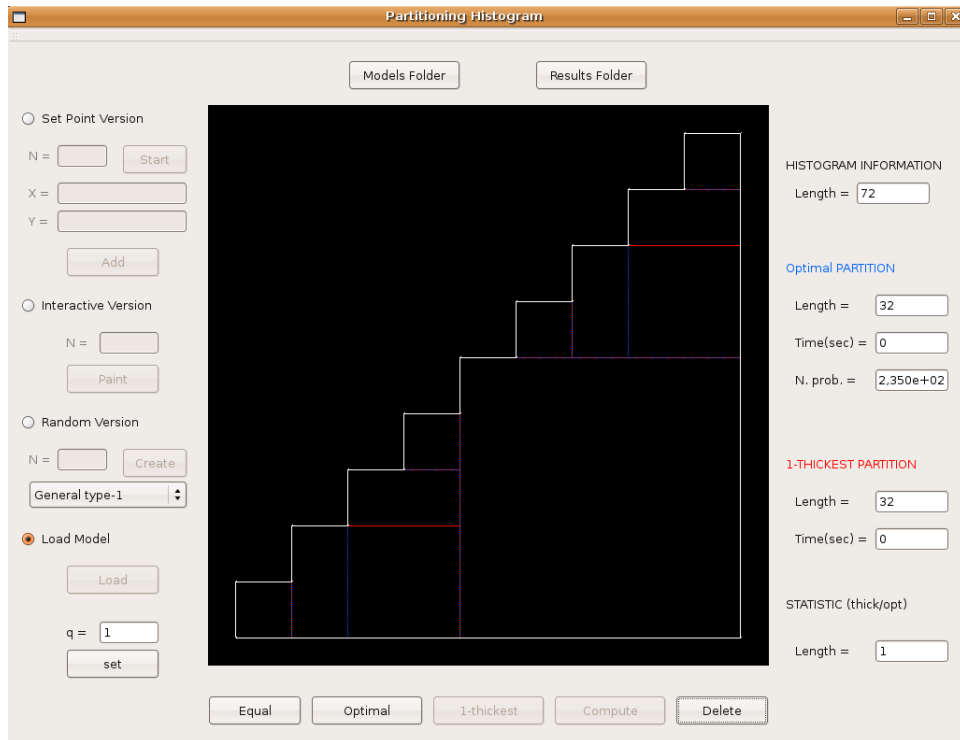 Partitioning Histogram
Models Folder
Results Folder
Set Point Version
N =
Start
X =
Y =
Add
Interactive Version
N =
Paint
Random Version
N =
Create
General type-1
Load Model
Load
q = 1
set
HISTOGRAM INFORMATION
Length = 72
Optimal PARTITION
Length = 32
Time(sec) = 0
N. prob. = 2,350e+02
1-THICKEST PARTITION
Length = 32
Time(sec) = 0
STATISTIC (thick/opt)
Length = 1
Equal
Optimal
1-thickest
Compute
Delete